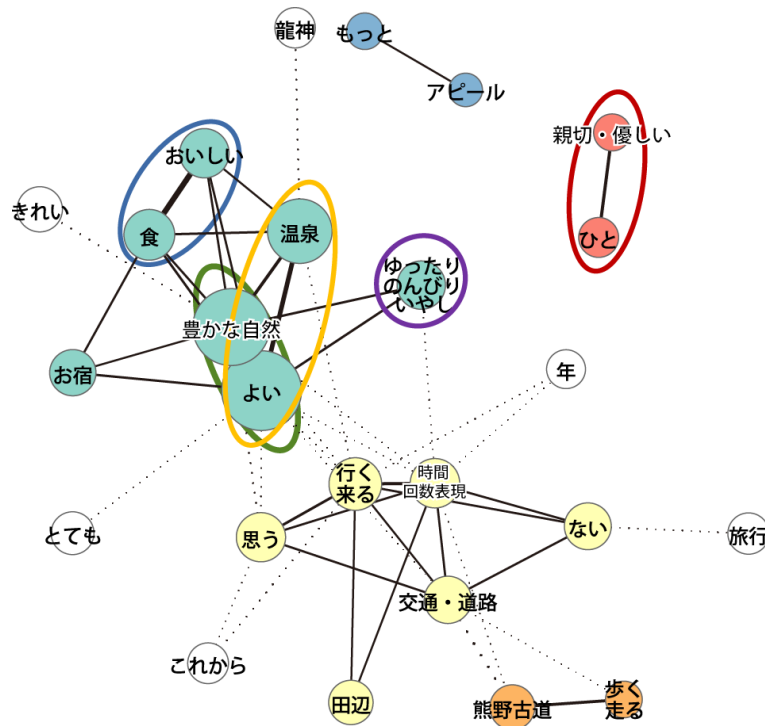 龍神
もっと
アピール
親切・優しい
おいしい
きれい
食
温泉
ひと
ゆったり
のんびり
いやし
豊かな自然
お宿
よい
年
行く
来る
時間
回数表現
思う
ない
とても
旅行
交通・道路
これから
田辺
熊野古道
歩く
走る